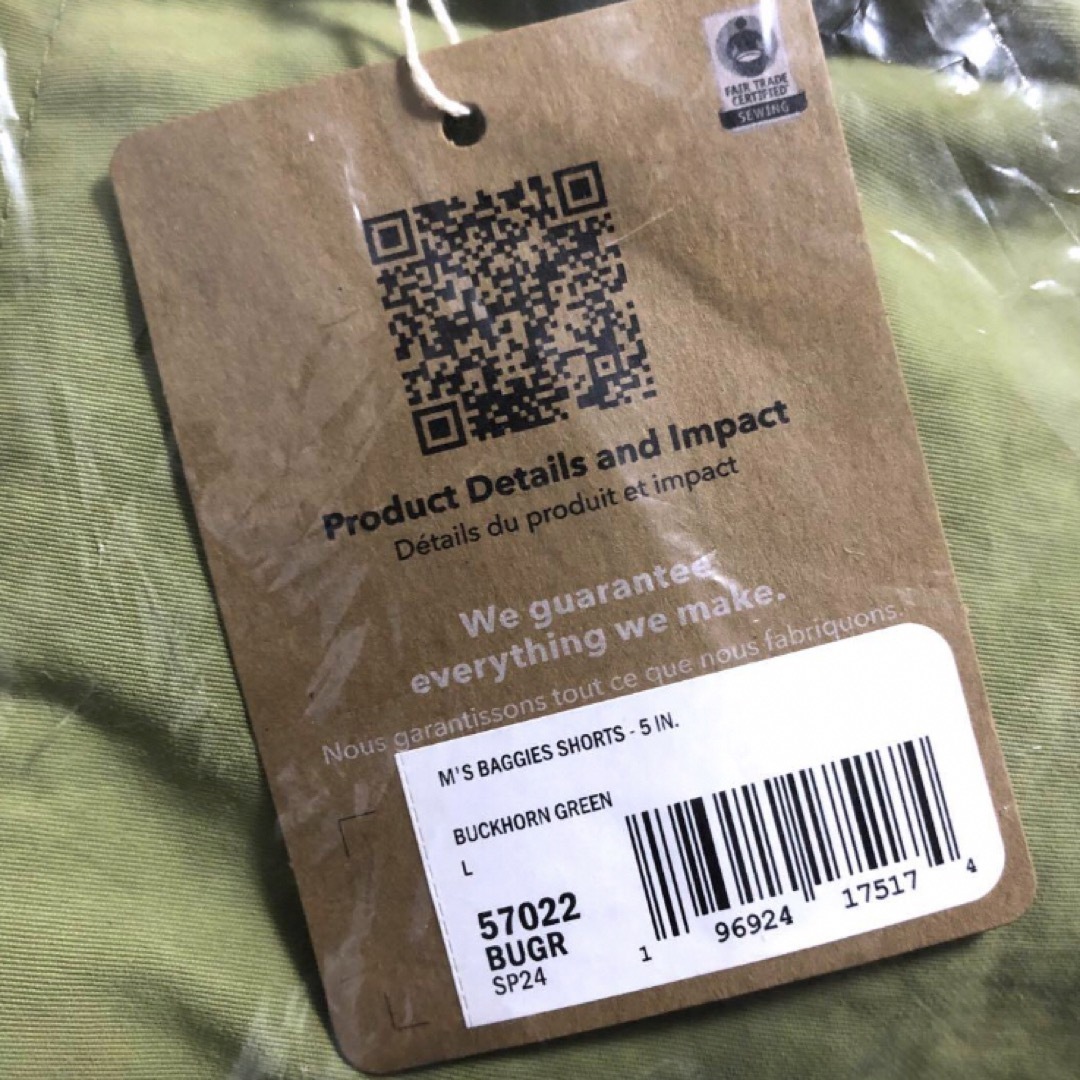 FAIR TRADE
CERTIFIED
SEWING
Product Details and Impact
Détails du produit et impact
We guarantee
everything we make.
Nous garantissons tout ce que nous fabriquons.
M'S BAGGIES SHORTS - 5 IN.
BUCKHORN GREEN
L
57022
BUGR
SP24
1 96924 17517 4